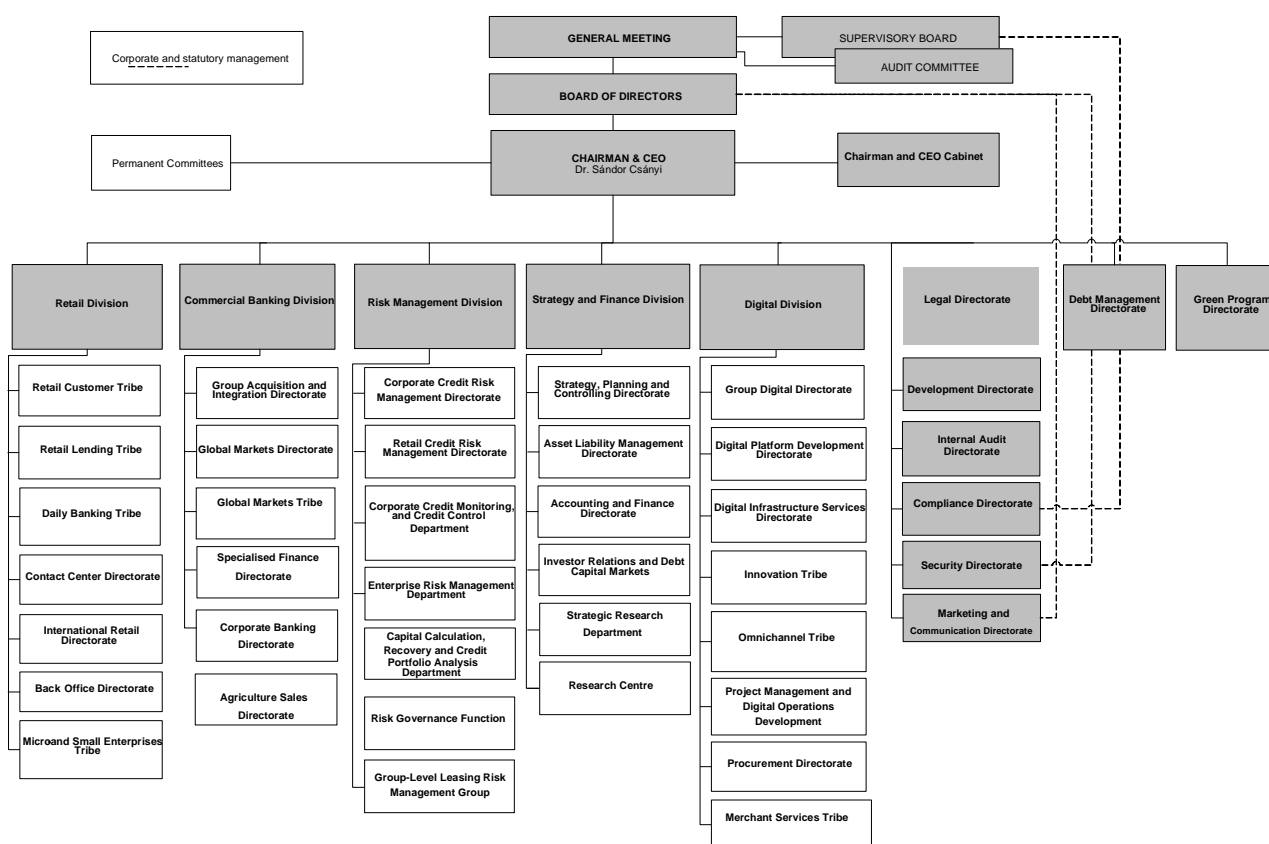 GENERAL MEETING
SUPERVISORY BOARD
Corporate and statutory management
AUDIT COMMITTEE
BOARD OF DIRECTORS
Permanent Committees
CHAIRMAN & CEO
Dr. Sándor Csányi
Chairman and CEO Cabinet
Retail Division
Commercial Banking Division
Risk Management Division
Strategy and Finance Division
Digital Division
Legal Directorate
Debt Management
Directorate
Green Program
Directorate
Retail Customer Tribe
Retail Lending Tribe
Daily Banking Tribe
Contact Center Directorate
International Retail
Directorate
Back Office Directorate
Microand Small Enterprises
Tribe
Group Acquisition and
Integration Directorate
Global Markets Directorate
Global Markets Tribe
Specialised Finance
Directorate
Corporate Banking
Directorate
Agriculture Sales
Directorate
Corporate Credit Risk
Management Directorate
Retail Credit Risk
Management Directorate
Corporate Credit Monitoring,
and Credit Control
Department
Enterprise Risk Management
Department
Capital Calculation,
Recovery and Credit
Portfolio Analysis
Department
Risk Governance Function
Group-Level Leasing Risk
Management Group
Strategy, Planning and
Controlling Directorate
Asset Liability Management
Directorate
Accounting and Finance
Directorate
Investor Relations and Debt
Capital Markets
Strategic Research
Department
Research Centre
Group Digital Directorate
Digital Platform Development
Directorate
Digital Infrastructure Services
Directorate
Innovation Tribe
Omnichannel Tribe
Project Management and
Digital Operations
Development
Procurement Directorate
Merchant Services Tribe
Development Directorate
Internal Audit
Directorate
Compliance Directorate
Security Directorate
Marketing and
Communication Directorate